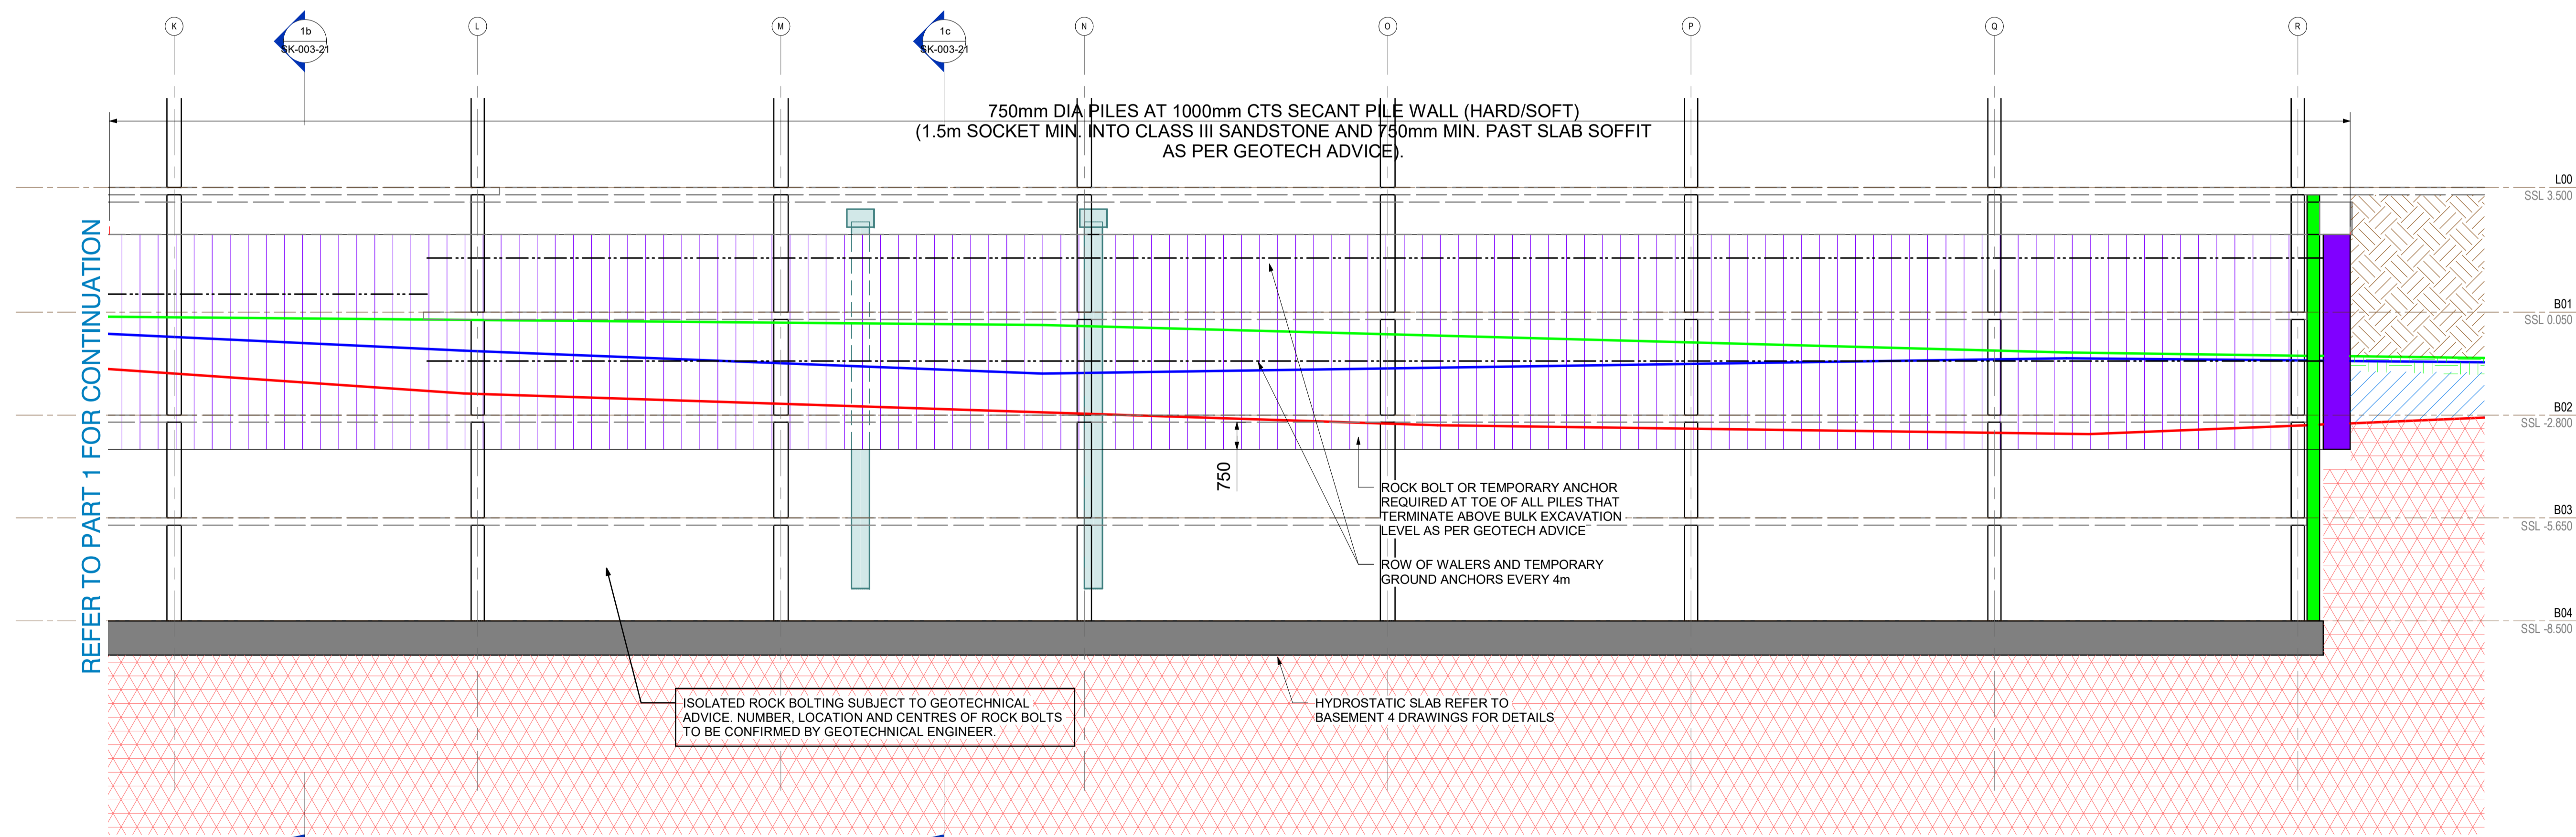 K
L
M
N
O
P
Q
R
1b
SK-003-21
1c
SK-003-21
750mm DIA PILES AT 1000mm CTS SECANT PILE WALL (HARD/SOFT)
(1.5m SOCKET MIN. INTO CLASS III SANDSTONE AND 750mm MIN. PAST SLAB SOFFIT
AS PER GEOTECH ADVICE).
L00
SSL 3.500
B01
SSL 0.050
B02
SSL -2.800
B03
SSL -5.650
B04
SSL -8.500
REFER TO PART 1 FOR CONTINUATION
750
ROCK BOLT OR TEMPORARY ANCHOR
REQUIRED AT TOE OF ALL PILES THAT
TERMINATE ABOVE BULK EXCAVATION
LEVEL AS PER GEOTECH ADVICE
ROW OF WALERS AND TEMPORARY
GROUND ANCHORS EVERY 4m
ISOLATED ROCK BOLTING SUBJECT TO GEOTECHNICAL
ADVICE. NUMBER, LOCATION AND CENTRES OF ROCK BOLTS
TO BE CONFIRMED BY GEOTECHNICAL ENGINEER.
HYDROSTATIC SLAB REFER TO
BASEMENT 4 DRAWINGS FOR DETAILS